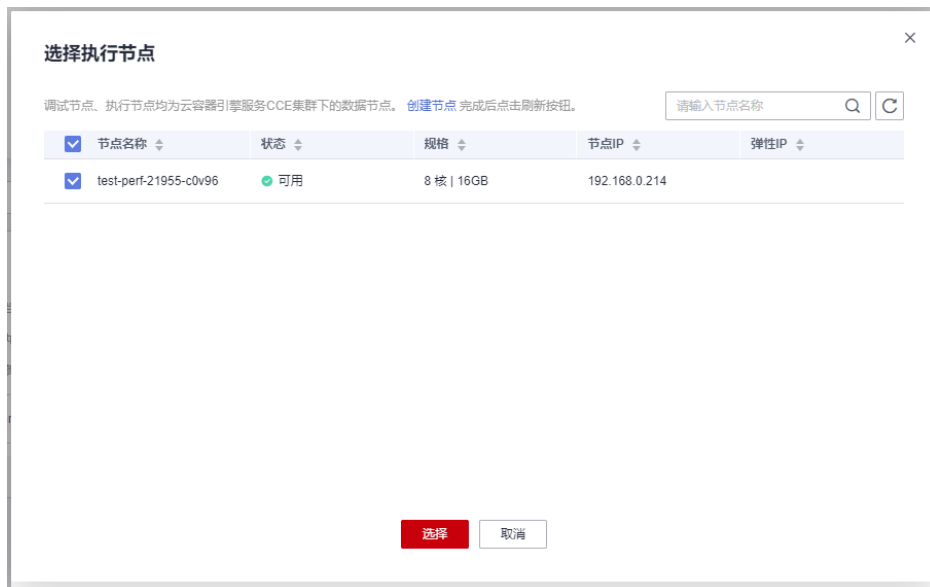 选择执行节点
调试节点、执行节点均为云容器引擎服务CCE集群下的数据节点。 创建节点 完成后点击刷新按钮。 请输入节点名称
节点名称 状态 规格 节点IP 弹性IP
test-perf-21955-c0v96 可用 8 核 | 16GB 192.168.0.214
选择 取消